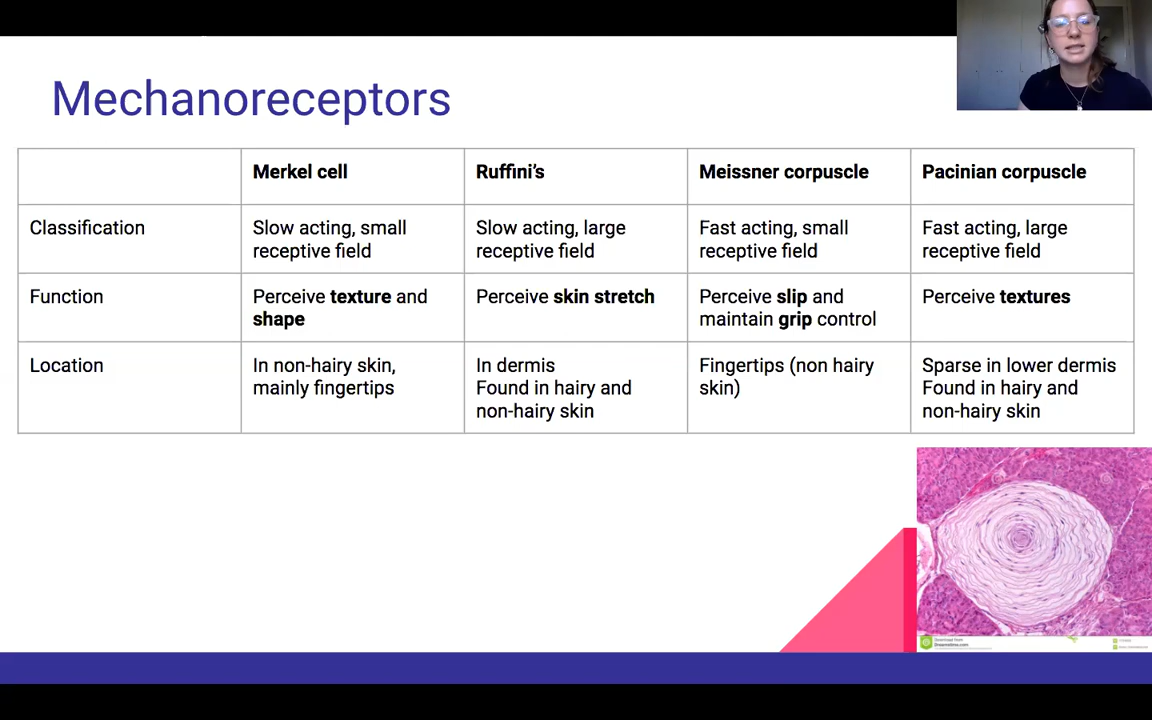 Mechanoreceptors
Merkel cell
Ruffini's
Meissner corpuscle
Pacinian corpuscle
Classification
Slow acting, small
receptive field
Slow acting, large
receptive field
Fast acting, small
receptive field
Fast acting, large
receptive field
Function
Perceive texture and
shape
Perceive skin stretch
Perceive slip and
maintain grip control
Perceive textures
Location
In non-hairy skin,
mainly fingertips
In dermis
Found in hairy and
non-hairy skin
Fingertips (non hairy
skin)
Sparse in lower dermis
Found in hairy and
non-hairy skin
Download from
Dreamstime.com